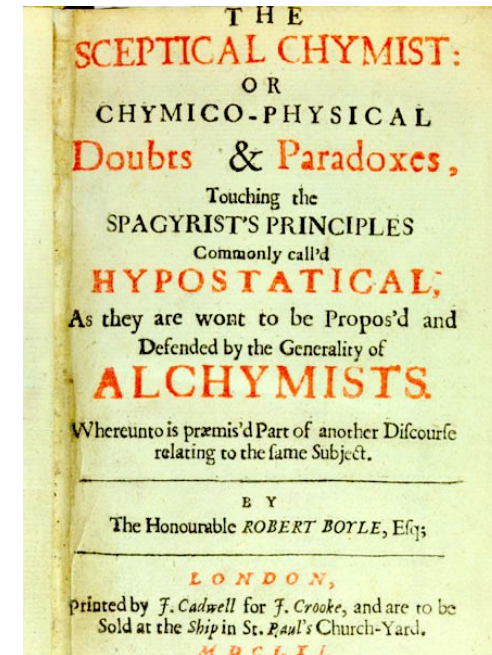 THE
SCEPTICAL CHYMIST:
OR
CHYMICO-PHYSICAL
Doubts & Paradoxes,
Touching the
SPAGYRIST'S PRINCIPLES
Commonly call'd
HYPOSTATICAL,
As they are wont to be Propos'd and
Defended by the Generality of
ALCHYMISTS.
Whereunto is præmis'd Part of another Diſcourſe
relating to the ſame Subject.
BY
The Honourable ROBERT BOYLE, Eſq;
LONDON,
Printed by J. Cadwell for J. Crooke, and are to be
Sold at the Ship in St. Paul's Church-Yard.
MDCLXI